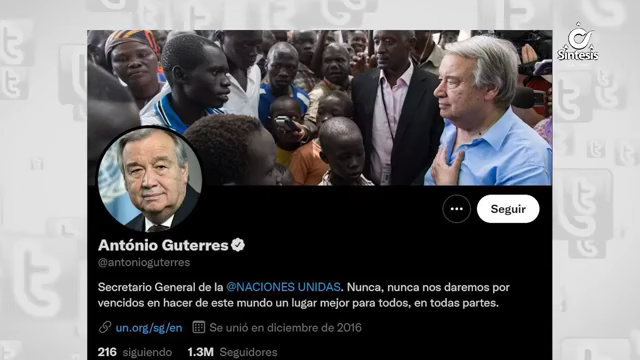 Síntesis
Seguir
António Guterres
@antonioguterres
Secretario General de la @NACIONES UNIDAS. Nunca, nunca nos daremos por
vencidos en hacer de este mundo un lugar mejor para todos, en todas partes.
un.org/sg/en Se unió en diciembre de 2016
216 siguiendo 1.3M Seguidores